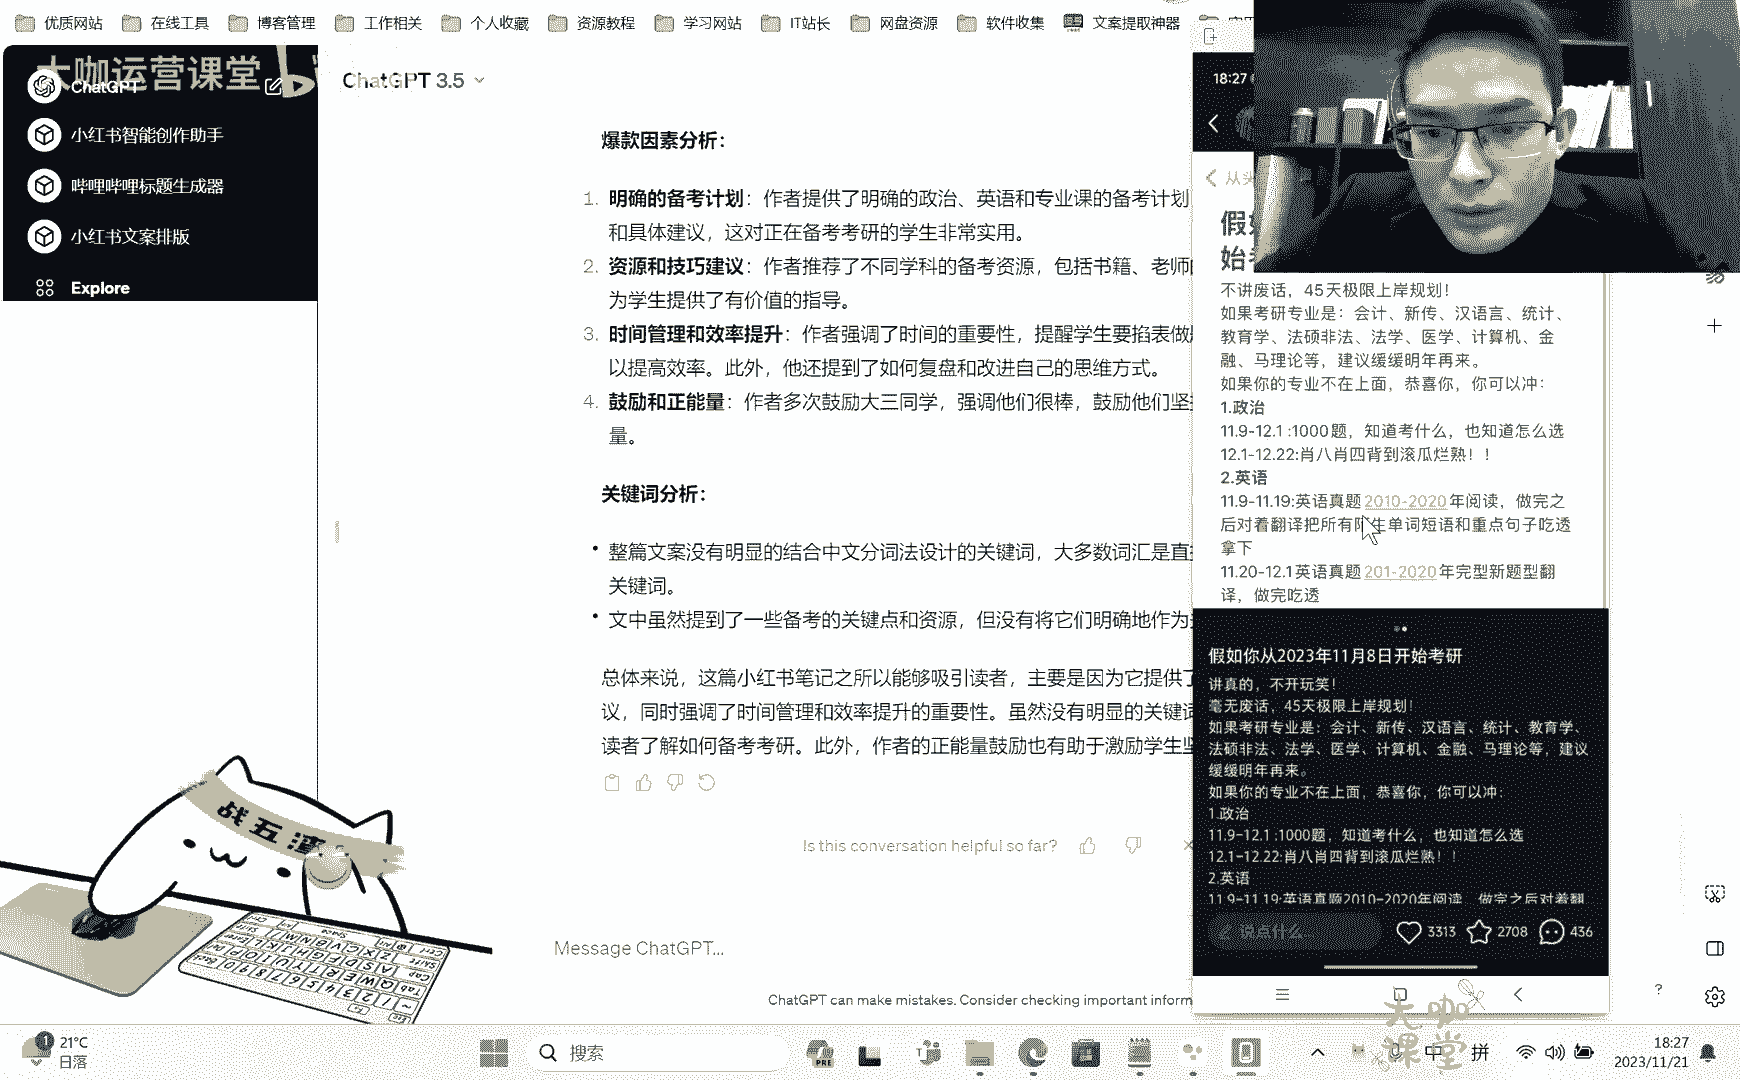 优质网站
在线工具
博客管理
工作相关
个人收藏
资源教程
学习网站
IT站长
网盘资源
软件收集
文案提取神器
大咖运营课堂
ChatGPT
小红书智能创作助手
哔哩哔哩标题生成器
小红书文案排版
Explore
ChatGPT 3.5
爆款因素分析：
1. 明确的备考计划：作者提供了明确的政治、英语和专业课的备考计划
和具体建议，这对正在备考考研的学生非常实用。
2. 资源和技巧建议：作者推荐了不同学科的备考资源，包括书籍、老师
为学生提供了有价值的指导。
3. 时间管理和效率提升：作者强调了时间的重要性，提醒学生要掐表做
以提高效率。此外，他还提到了如何复盘和改进自己的思维方式。
4. 鼓励和正能量：作者多次鼓励大三同学，强调他们很棒，鼓励他们坚
量。
关键词分析：
• 整篇文案没有明显的结合中文分词法设计的关键词，大多数词汇是直
关键词。
• 文中虽然提到了一些备考的关键点和资源，但没有将它们明确地作为
总体来说，这篇小红书笔记之所以能够吸引读者，主要是因为它提供了
议，同时强调了时间管理和效率提升的重要性。虽然没有明显的关键词
读者了解如何备考考研。此外，作者的正能量鼓励也有助于激励学生坚
Is this conversation helpful so far?
Message ChatGPT...
ChatGPT can make mistakes. Consider checking important inform
18:27
从头
假如
始考
不讲废话，45天极限上岸规划！
如果考研专业是：会计、新传、汉语言、统计、
教育学、法硕非法、法学、医学、计算机、金
融、马理论等，建议缓缓明年再来。
如果你的专业不在上面，恭喜你，你可以冲：
1.政治
11.9-12.1 :1000题，知道考什么，也知道怎么选
12.1-12.22:肖八肖四背到滚瓜烂熟！！
2.英语
11.9-11.19:英语真题2010-2020年阅读，做完之
后对着翻译把所有陌生单词短语和重点句子吃透
拿下
11.20-12.1英语真题201-2020年完型新题型翻
译，做完吃透
假如你从2023年11月8日开始考研
讲真的，不开玩笑！
毫无废话，45天极限上岸规划！
如果考研专业是：会计、新传、汉语言、统计、教育学、
法硕非法、法学、医学、计算机、金融、马理论等，建议
缓缓明年再来。
如果你的专业不在上面，恭喜你，你可以冲：
1.政治
11.9-12.1 :1000题，知道考什么，也知道怎么选
12.1-12.22:肖八肖四背到滚瓜烂熟！！
2.英语
11.9-11.19:英语真题2010-2020年阅读，做完之后对着翻
说点什么...
3313
2708
436
大咖
课堂
战五渣
1
21°C
日落
搜索
PRE
中
拼
18:27
2023/11/21